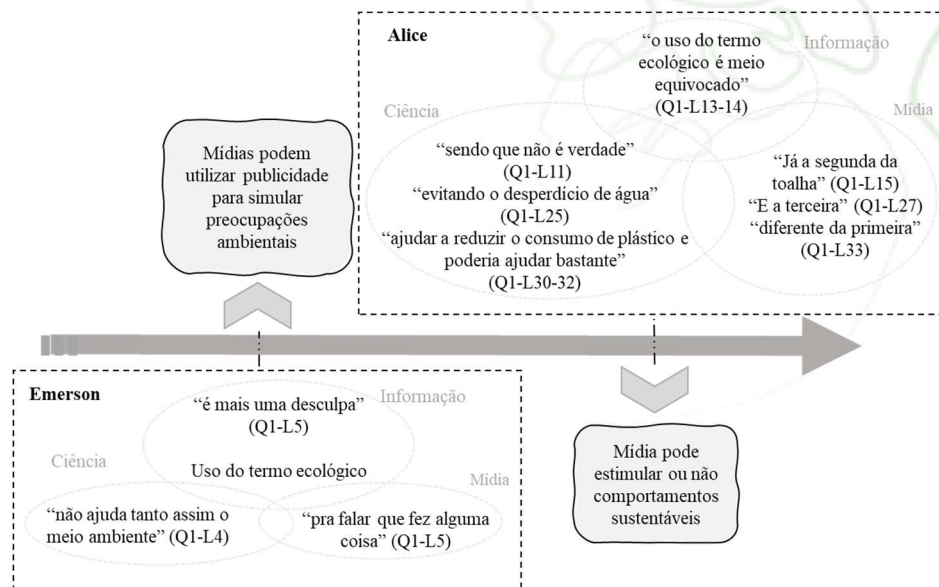 Alice
“o uso do termo
ecológico é meio
equivocado”
(Q1-L13-14)
Informação
Ciência
Mídia
“sendo que não é verdade”
(Q1-L11)
“evitando o desperdício de água”
(Q1-L25)
“ajudar a reduzir o consumo de plástico e
poderia ajudar bastante”
(Q1-L30-32)
“Já a segunda da
toalha” (Q1-L15)
“E a terceira” (Q1-L27)
“diferente da primeira”
(Q1-L33)
Mídias podem
utilizar publicidade
para simular
preocupações
ambientais
Emerson
“é mais uma desculpa”
(Q1-L5)
Informação
Uso do termo ecológico
Ciência
Mídia
“não ajuda tanto assim o
meio ambiente” (Q1-L4)
“pra falar que fez alguma
coisa” (Q1-L5)
Mídia pode
estimular ou não
comportamentos
sustentáveis